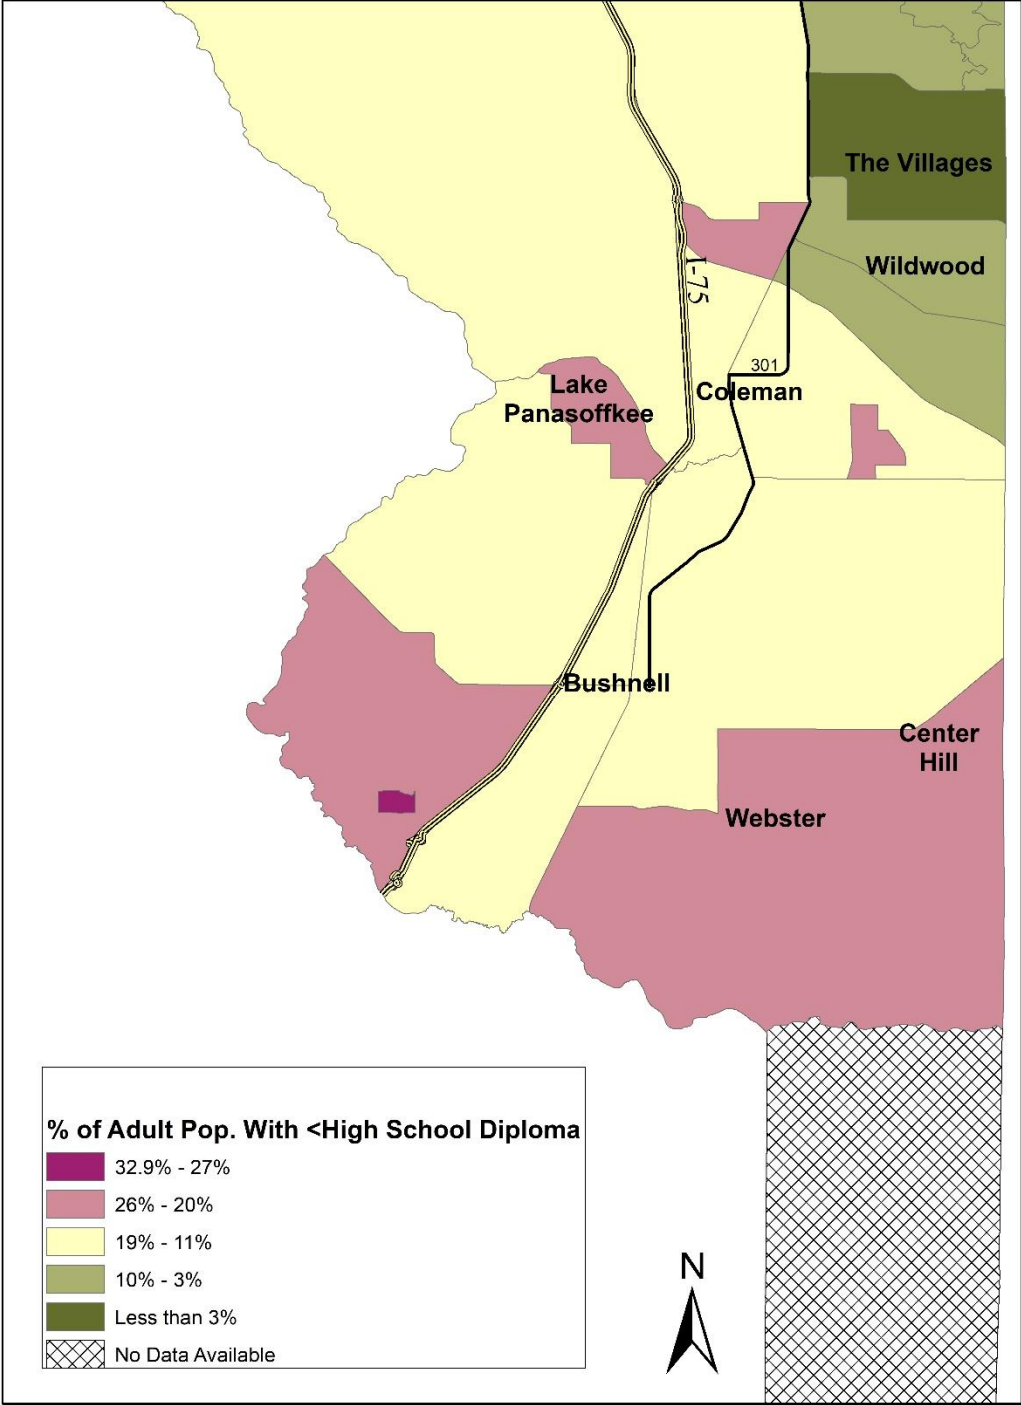 The Villages
Wildwood
I-75
301
Lake
Panasoffkee
Coleman
Bushnell
Center
Hill
Webster
% of Adult Pop. With <High School Diploma
32.9% - 27%
26% - 20%
19% - 11%
10% - 3%
Less than 3%
No Data Available
N